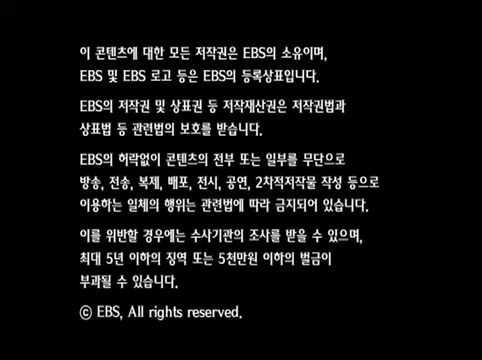 이 콘텐츠에 대한 모든 저작권은 EBS의 소유이며,
EBS 및 EBS 로고 등은 EBS의 등록상표입니다.
EBS의 저작권 및 상표권 등 저작재산권은 저작권법과
상표법 등 관련법의 보호를 받습니다.
EBS의 허락없이 콘텐츠의 전부 또는 일부를 무단으로
방송, 전송, 복제, 배포, 전시, 공연, 2차적저작물 작성 등으로
이용하는 일체의 행위는 관련법에 따라 금지되어 있습니다.
이를 위반할 경우에는 수사기관의 조사를 받을 수 있으며,
최대 5년 이하의 징역 또는 5천만원 이하의 벌금이
부과될 수 있습니다.
ⓒ EBS, All rights reserved.